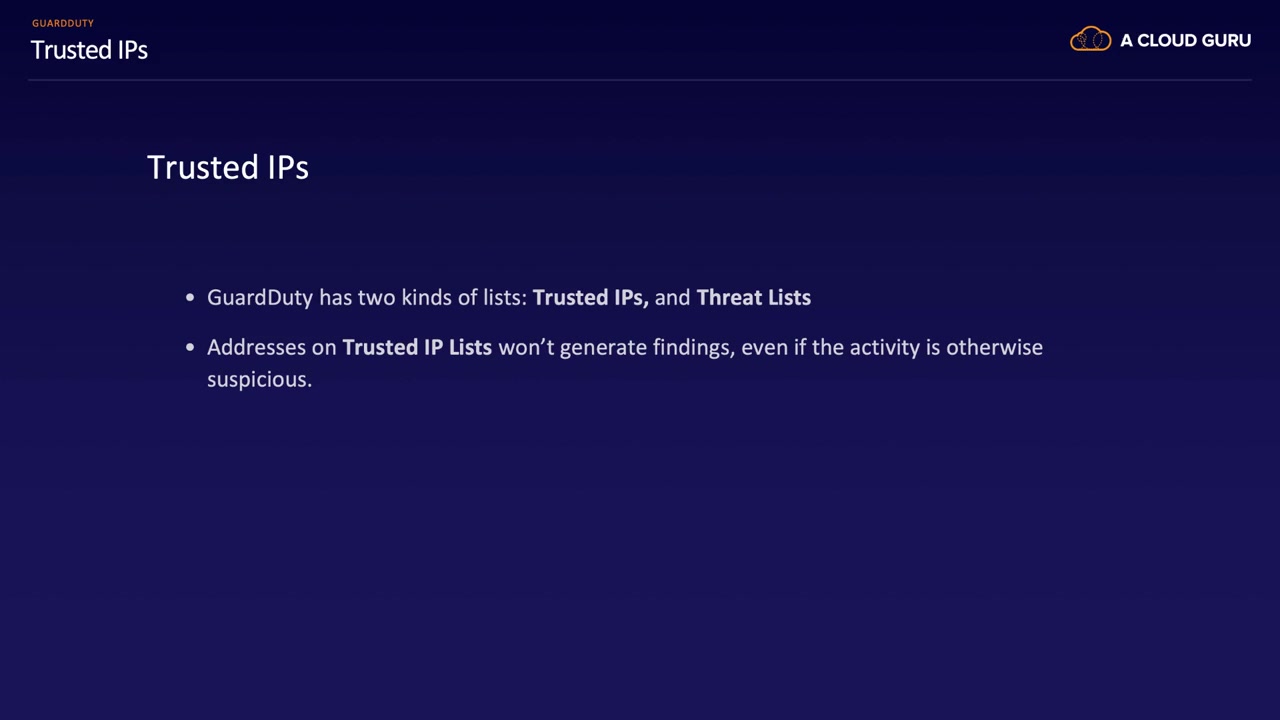 GUARDDUTY
Trusted IPs
A CLOUD GURU
Trusted IPs
• GuardDuty has two kinds of lists: Trusted IPs, and Threat Lists
• Addresses on Trusted IP Lists won’t generate findings, even if the activity is otherwise
suspicious.